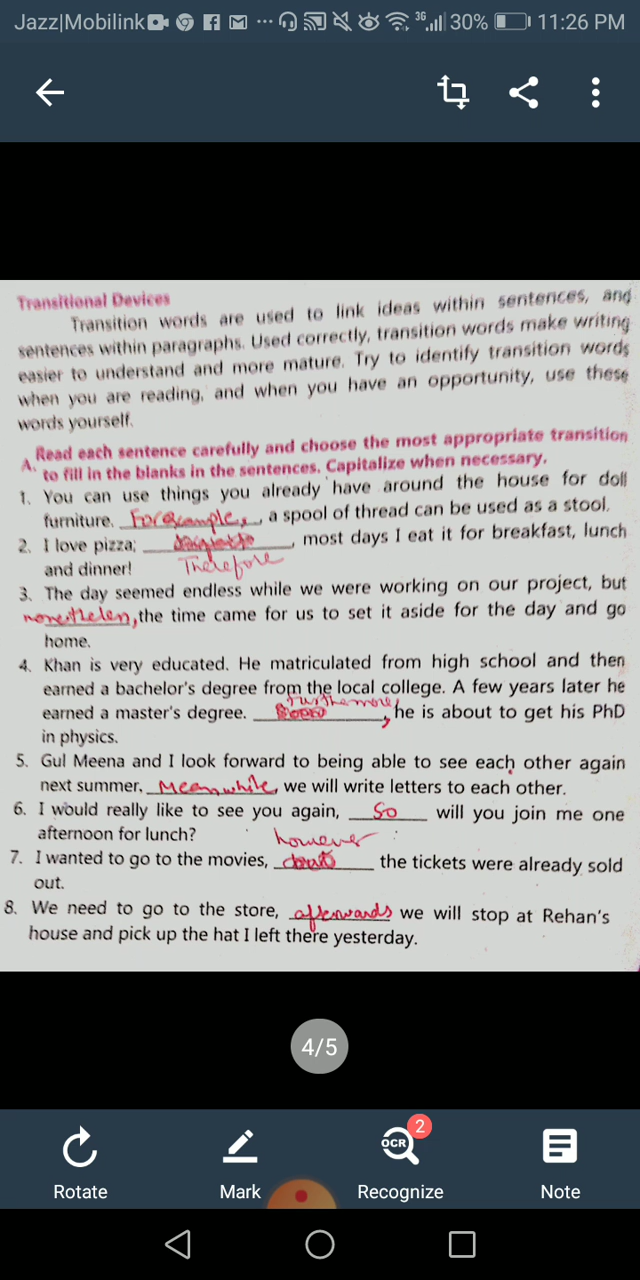 Jazz|Mobilink 3G 30% 11:26 PM
Transitional Devices
Transition words are used to link ideas within sentences, and
sentences within paragraphs. Used correctly, transition words make writing
easier to understand and more mature. Try to identify transition words
when you are reading, and when you have an opportunity, use these
words yourself.
A. Read each sentence carefully and choose the most appropriate transition
to fill in the blanks in the sentences. Capitalize when necessary.
1. You can use things you already have around the house for doll
furniture. For example, , a spool of thread can be used as a stool.
2. I love pizza; , most days I eat it for breakfast, lunch
and dinner! Therefore
3. The day seemed endless while we were working on our project, but
nonetheless, the time came for us to set it aside for the day and go
home.
4. Khan is very educated. He matriculated from high school and then
earned a bachelor's degree from the local college. A few years later he
furthermore
earned a master's degree. , he is about to get his PhD
in physics.
5. Gul Meena and I look forward to being able to see each other again
next summer. Meanwhile, we will write letters to each other.
6. I would really like to see you again, So will you join me one
afternoon for lunch? however
7. I wanted to go to the movies, but the tickets were already sold
out.
8. We need to go to the store, afterwards we will stop at Rehan's
house and pick up the hat I left there yesterday.
4/5
OCR 2
Rotate Mark Recognize Note